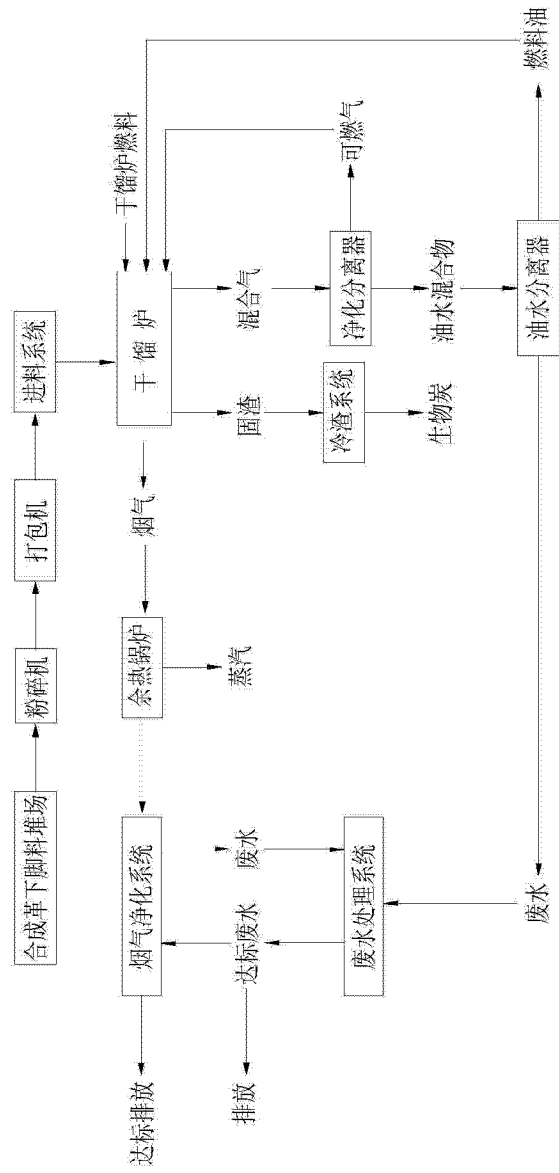 合成革下脚料堆场
粉碎机
打包机
进料系统
干馏炉燃料
干馏炉
烟气
余热锅炉
蒸汽
烟气净化系统
达标排放
固渣
冷渣系统
生物炭
混合气
净化分离器
可燃气
油水混合物
油水分离器
燃料油
废水
废水
废水处理系统
达标废水
排放